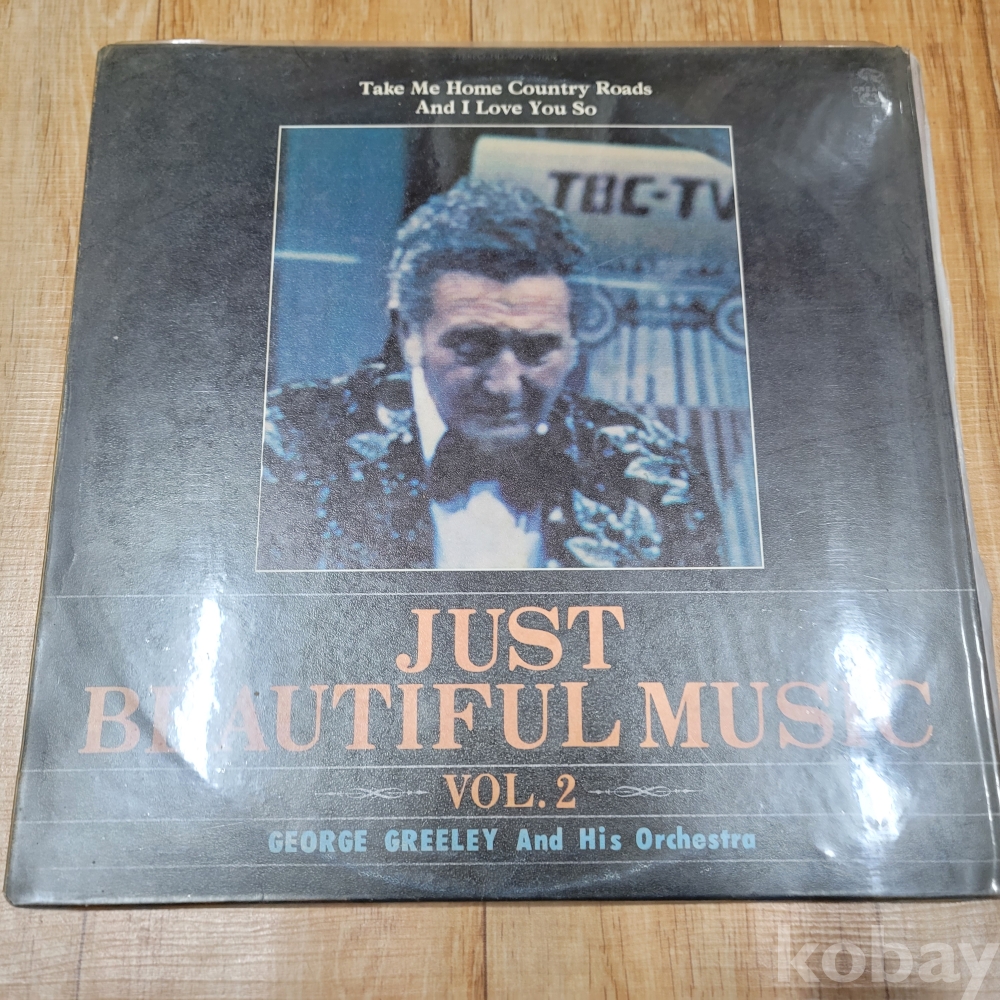 Take Me Home Country Roads
And I Love You So
TBC-TV
JUST
BEAUTIFUL MUSIC
VOL. 2
GEORGE GREELEY And His Orchestra
kobay